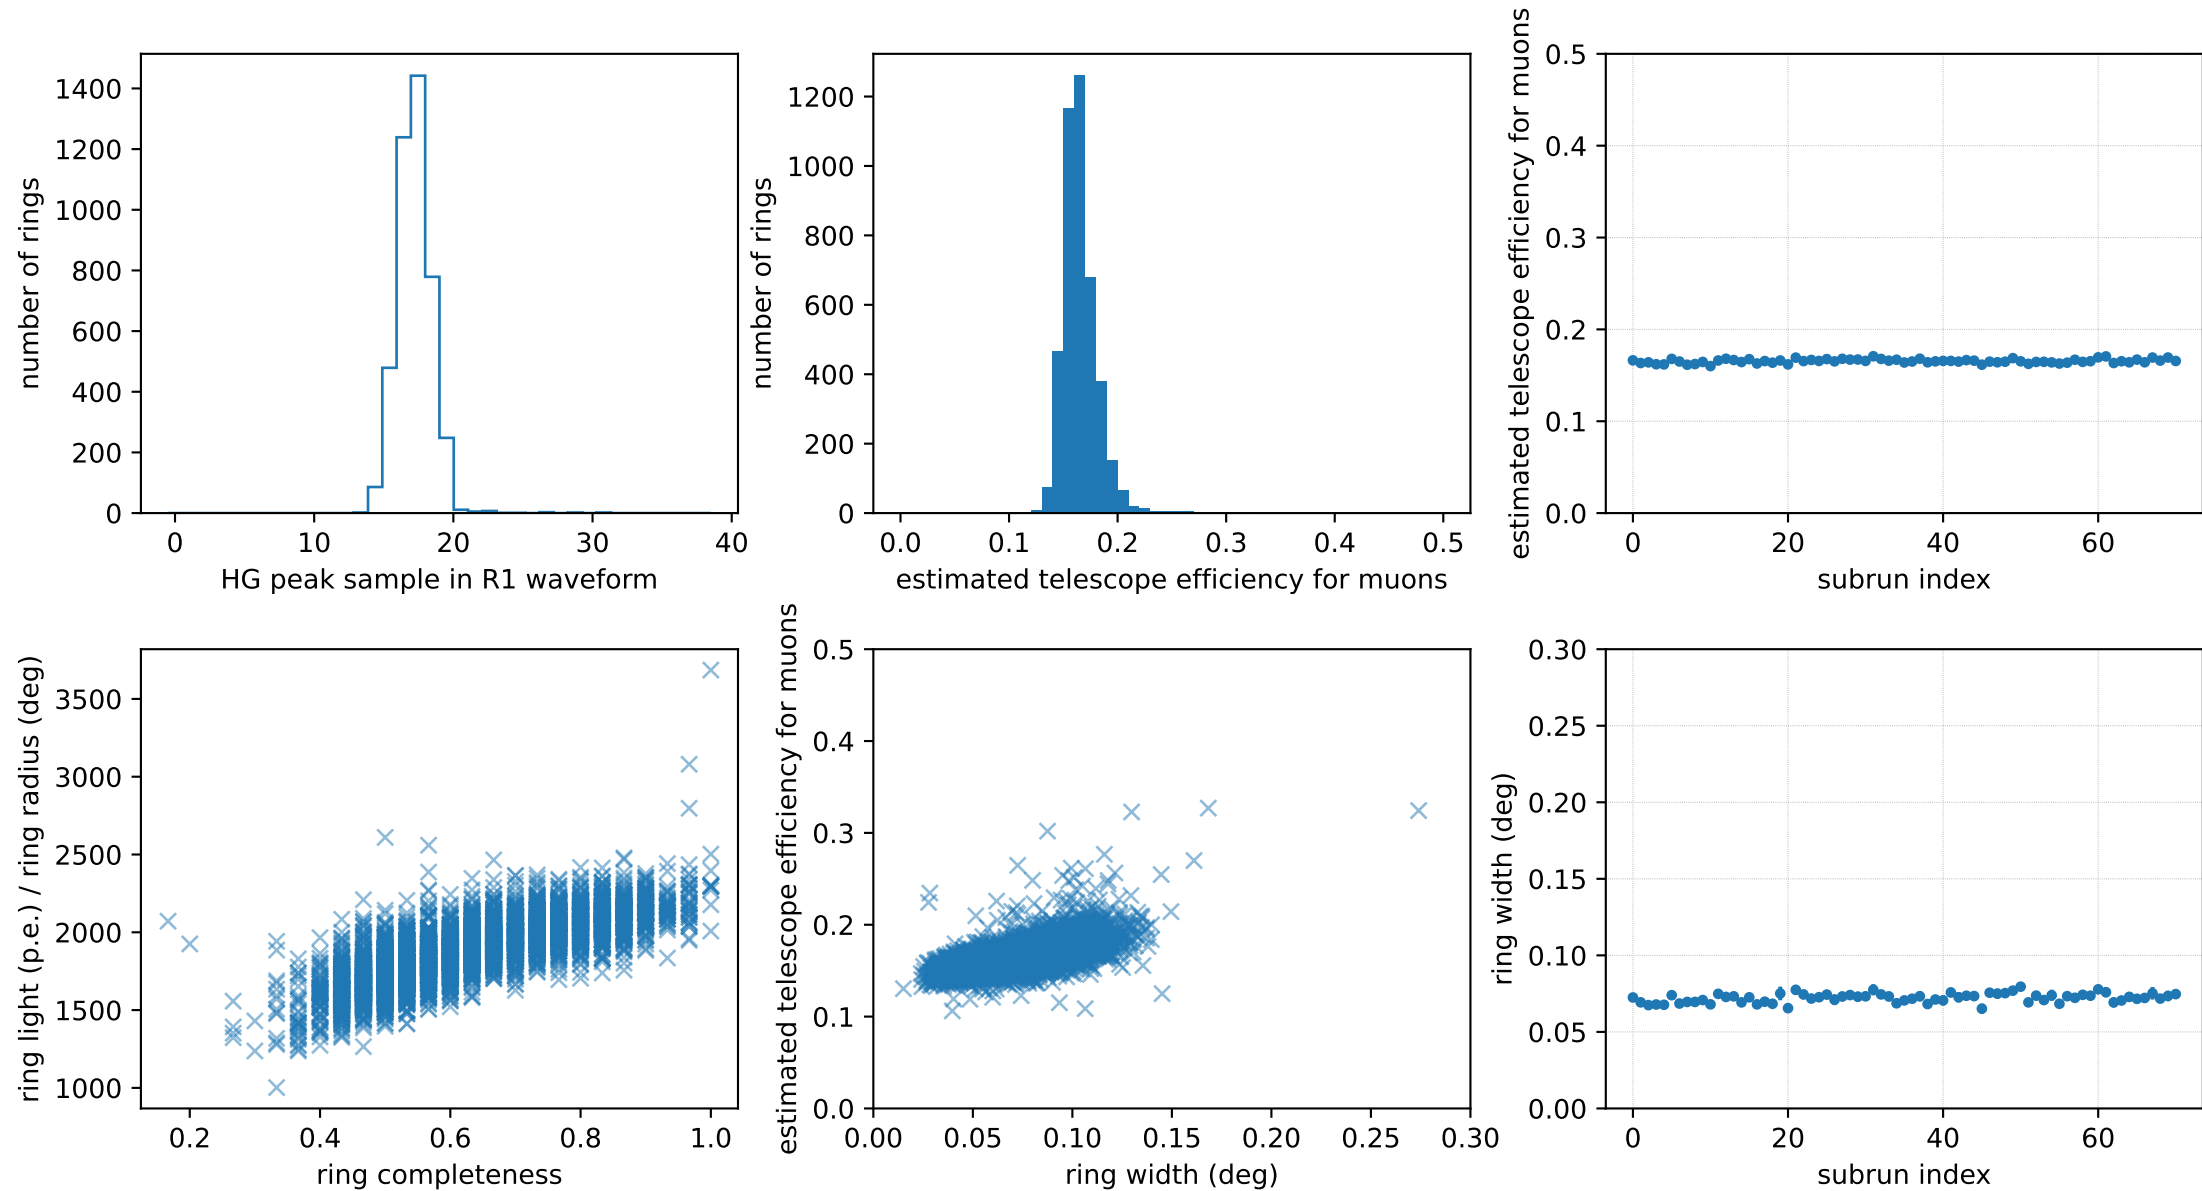 number of rings
1400
1200
1000
800
600
400
200
0
0 10 20 30 40
HG peak sample in R1 waveform
number of rings
1200
1000
800
600
400
200
0
0.0 0.1 0.2 0.3 0.4 0.5
estimated telescope efficiency for muons
estimated telescope efficiency for muons
0.5
0.4
0.3
0.2
0.1
0.0
0 20 40 60
subrun index
ring light (p.e.) / ring radius (deg)
3500
3000
2500
2000
1500
1000
0.2 0.4 0.6 0.8 1.0
ring completeness
estimated telescope efficiency for muons
0.5
0.4
0.3
0.2
0.1
0.0
0.00 0.05 0.10 0.15 0.20 0.25 0.30
ring width (deg)
ring width (deg)
0.30
0.25
0.20
0.15
0.10
0.05
0.00
0 20 40 60
subrun index